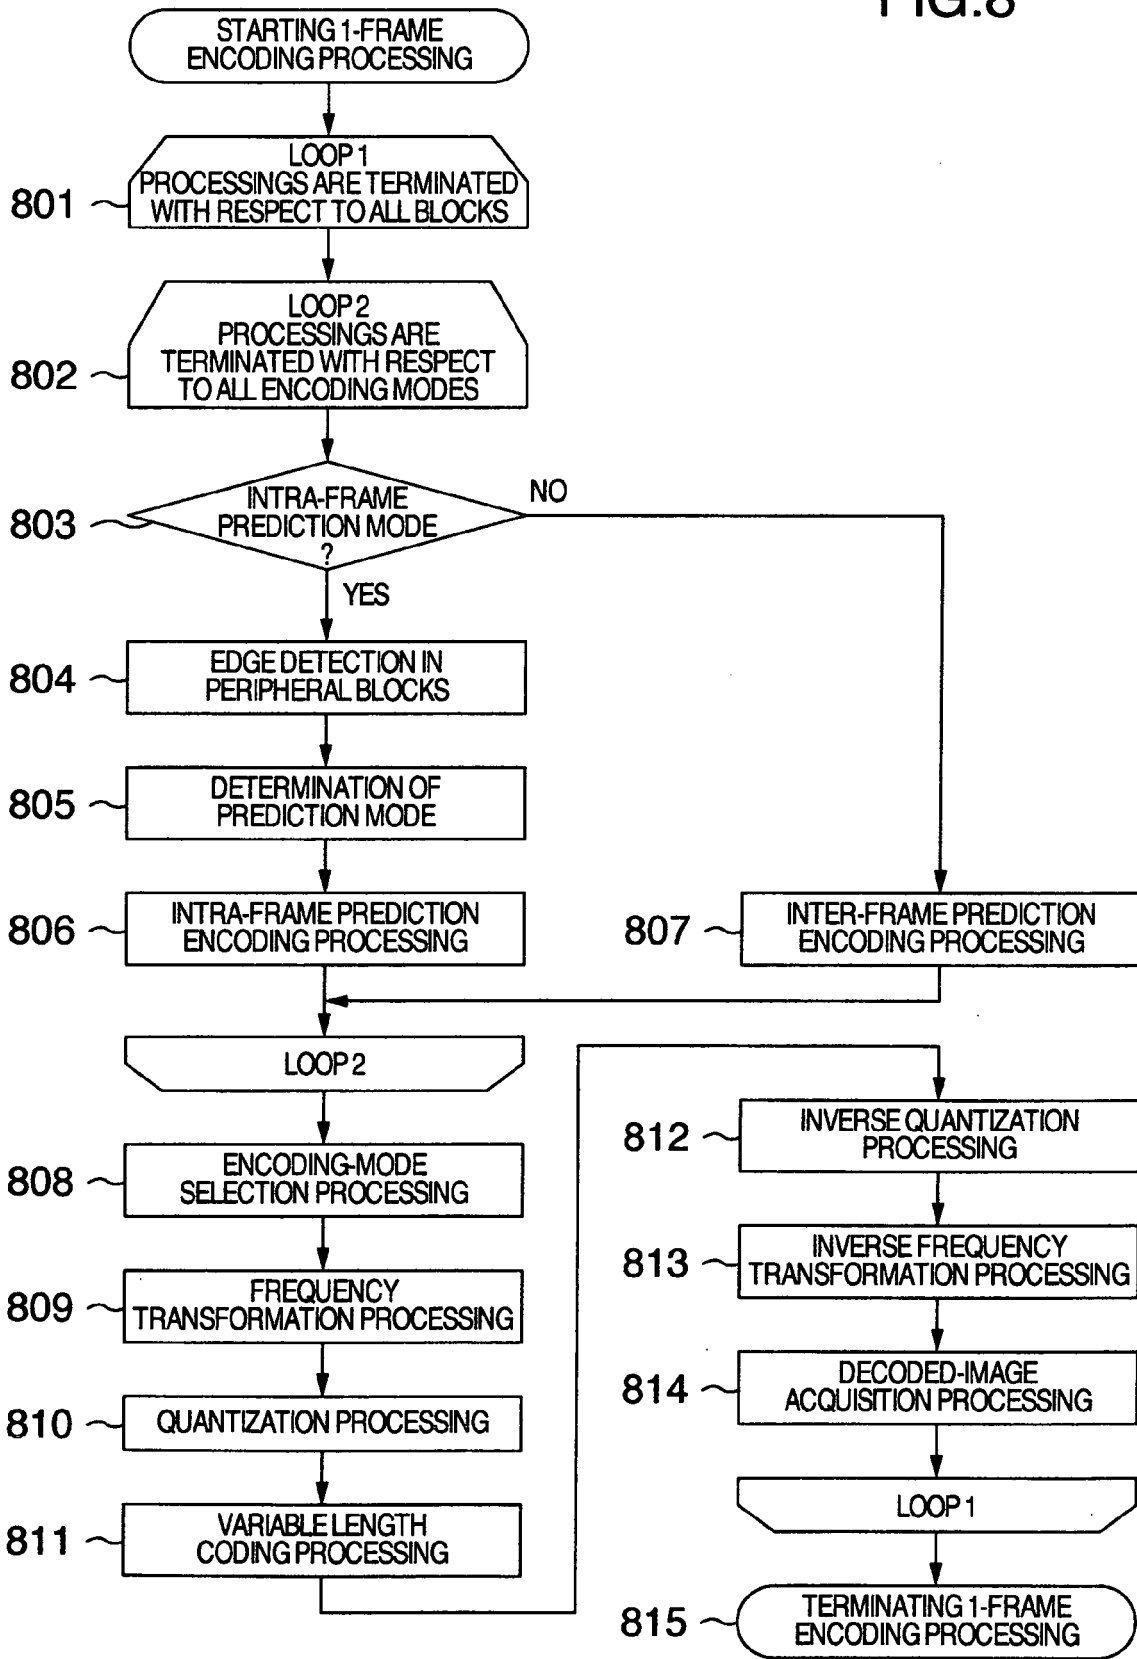 FIG.8
STARTING 1-FRAME
ENCODING PROCESSING
LOOP 1
PROCESSINGS ARE TERMINATED
WITH RESPECT TO ALL BLOCKS
801
LOOP 2
PROCESSINGS ARE
TERMINATED WITH RESPECT
TO ALL ENCODING MODES
802
INTRA-FRAME
PREDICTION MODE
?
803
NO
YES
EDGE DETECTION IN
PERIPHERAL BLOCKS
804
DETERMINATION OF
PREDICTION MODE
805
INTRA-FRAME PREDICTION
ENCODING PROCESSING
806
INTER-FRAME PREDICTION
ENCODING PROCESSING
807
LOOP 2
ENCODING-MODE
SELECTION PROCESSING
808
FREQUENCY
TRANSFORMATION PROCESSING
809
QUANTIZATION PROCESSING
810
VARIABLE LENGTH
CODING PROCESSING
811
INVERSE QUANTIZATION
PROCESSING
812
INVERSE FREQUENCY
TRANSFORMATION PROCESSING
813
DECODED-IMAGE
ACQUISITION PROCESSING
814
LOOP 1
TERMINATING 1-FRAME
ENCODING PROCESSING
815